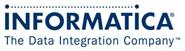 INFORMATICA®
The Data Integration Company™